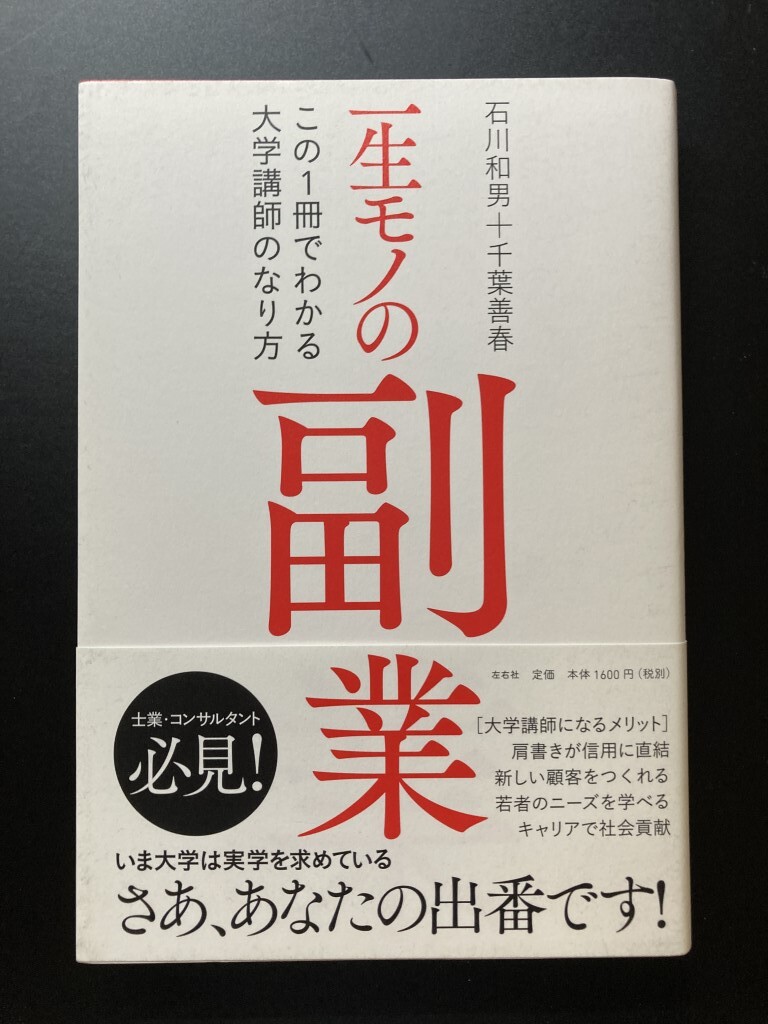 石川和男＋千葉善春
一生モノの副業
この1冊でわかる
大学講師のなり方
左右社　定価　本体1600円（税別）
士業・コンサルタント
必見！
［大学講師になるメリット］
肩書きが信用に直結
新しい顧客をつくれる
若者のニーズを学べる
キャリアで社会貢献
いま大学は実学を求めている
さあ、あなたの出番です！